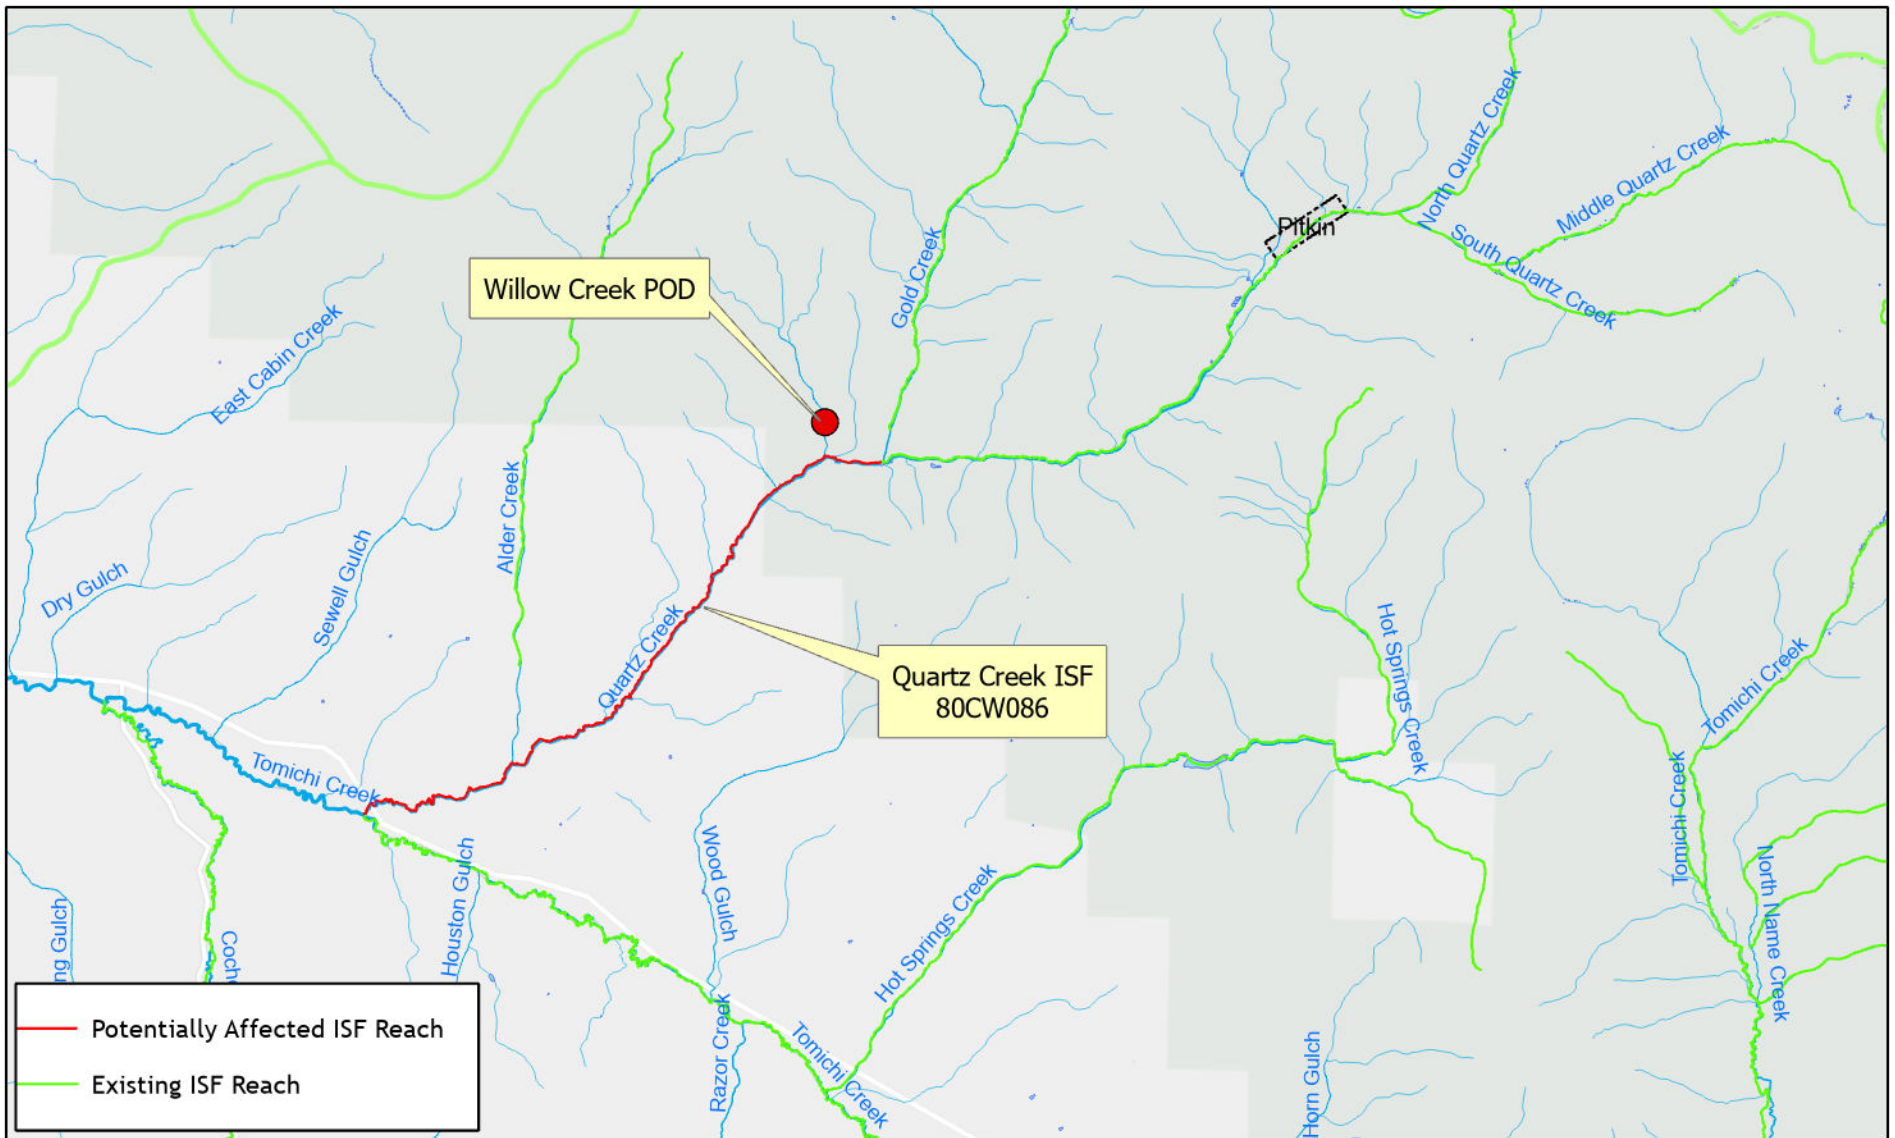 North Quartz Creek
Middle Quartz Creek
Pitkin
South Quartz Creek
Gold Creek
Willow Creek POD
East Cabin Creek
Alder Creek
Dry Gulch
Sewell Gulch
Quartz Creek
Quartz Creek ISF
80CW086
Hot Springs Creek
Tomichi Creek
Tomichi Creek
Tomichi Creek
Houston Gulch
Wood Gulch
Hot Springs Creek
North Name Creek
ng Gulch
Coche
Razor Creek
Tomichi Creek
Horn Gulch
Potentially Affected ISF Reach
Existing ISF Reach